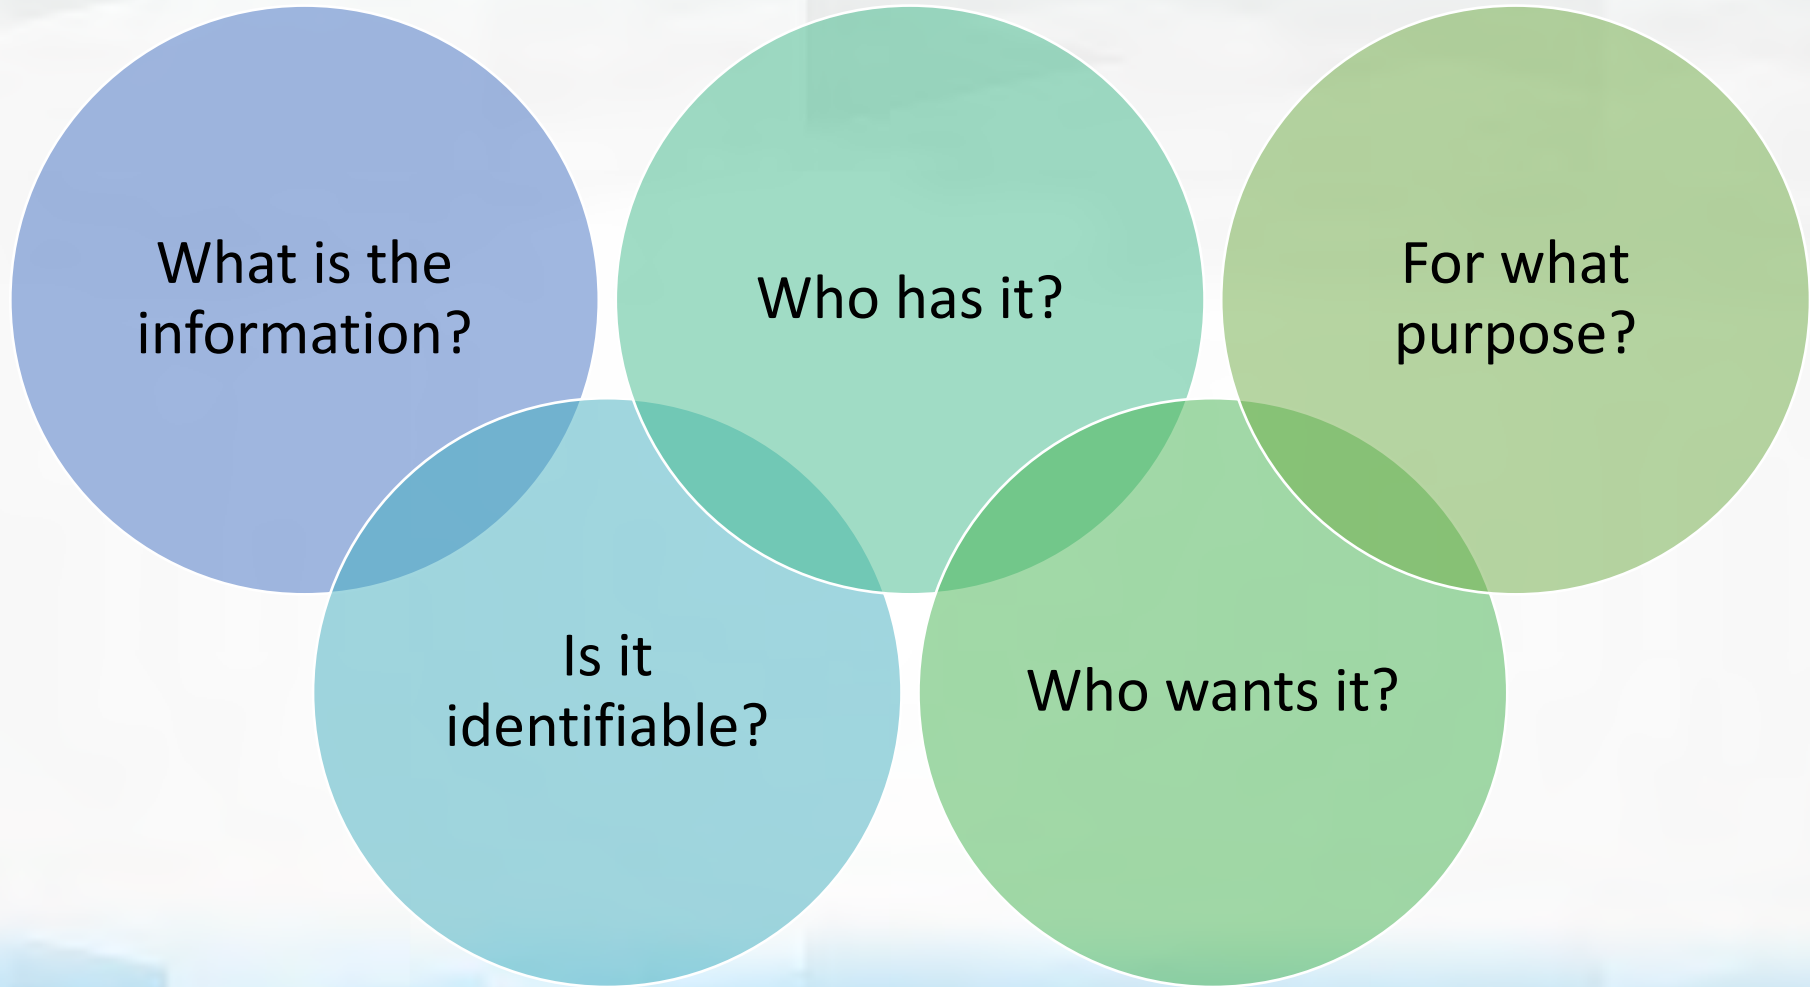 What is the
information?
Is it
identifiable?
Who has it?
Who wants it?
For what
purpose?